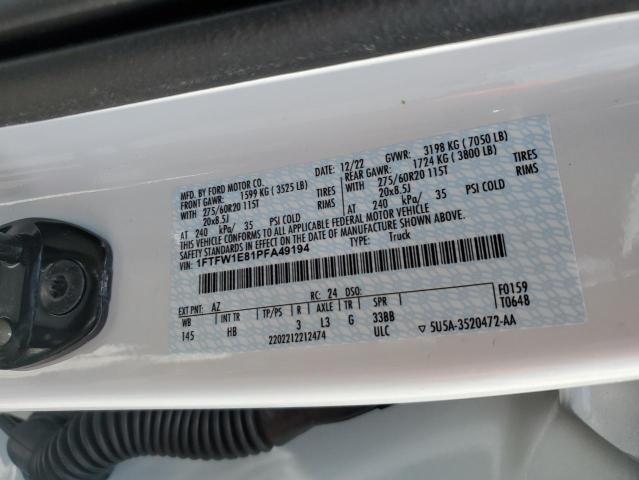 MFD. BY FORD MOTOR CO. DATE: 12/22 GVWR: 3198 KG ( 7050 LB)
FRONT GAWR: 1599 KG ( 3525 LB) REAR GAWR: 1724 KG ( 3800 LB)
WITH 275/60R20 115T TIRES WITH 275/60R20 115T TIRES
20x8.5J RIMS 20x8.5J RIMS
AT 240 kPa/ 35 PSI COLD AT 240 kPa/ 35 PSI COLD
THIS VEHICLE CONFORMS TO ALL APPLICABLE FEDERAL MOTOR VEHICLE
SAFETY STANDARDS IN EFFECT ON THE DATE OF MANUFACTURE SHOWN ABOVE.
VIN: 1FTFW1E81PFA49194 TYPE: Truck
F0159
T0648
EXT PNT: AZ RC: 24 DSO:
WB INT TR TP/PS R AXLE TR SPR
145 HB 3 L3 G 33BB
2202212212474 ULC 5U5A-3520472-AA